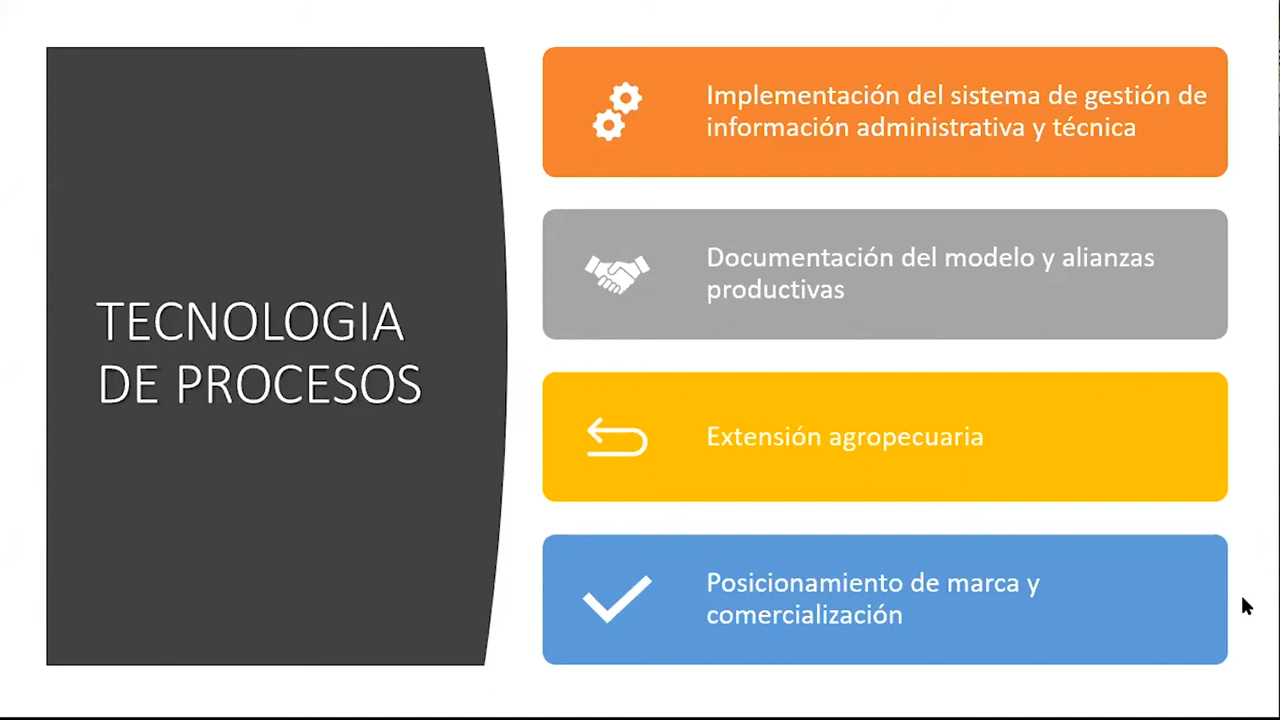 TECNOLOGIA
DE PROCESOS
Implementación del sistema de gestión de
información administrativa y técnica
Documentación del modelo y alianzas
productivas
Extensión agropecuaria
Posicionamiento de marca y
comercialización